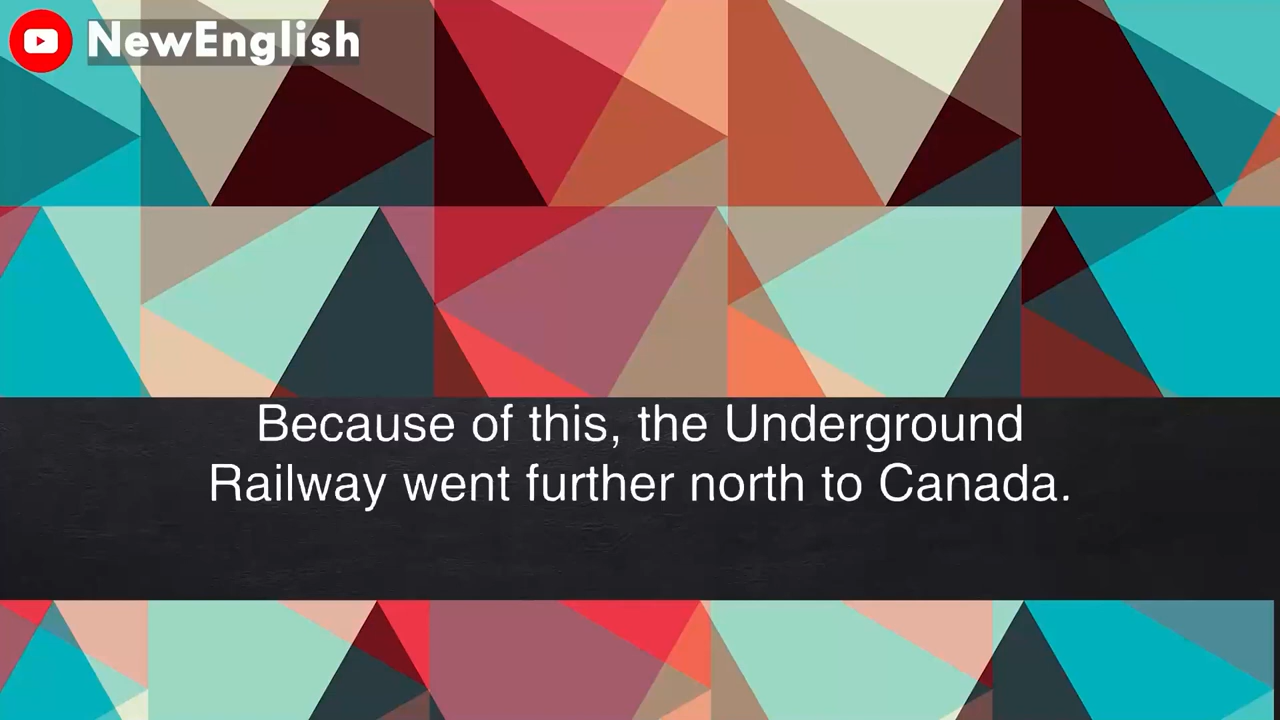 NewEnglish
Because of this, the Underground
Railway went further north to Canada.